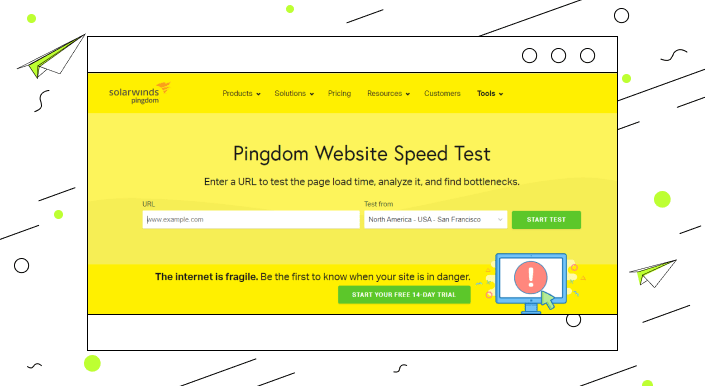 solarwinds
pingdom
Products Solutions Pricing Resources Customers Tools
Pingdom Website Speed Test
Enter a URL to test the page load time, analyze it, and find bottlenecks.
URL Test from
www.example.com North America - USA - San Francisco START TEST
The internet is fragile. Be the first to know when your site is in danger.
START YOUR FREE 14-DAY TRIAL
!